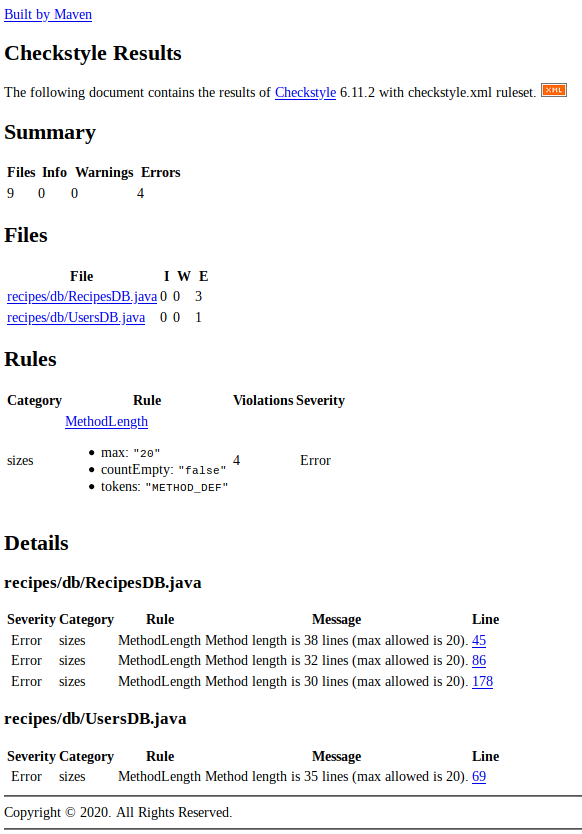 Built by Maven
Checkstyle Results
The following document contains the results of Checkstyle 6.11.2 with checkstyle.xml ruleset. XML
Summary
Files Info Warnings Errors
9 0 0 4
Files
File I W E
recipes/db/RecipesDB.java 0 0 3
recipes/db/UsersDB.java 0 0 1
Rules
Category Rule Violations Severity
MethodLength
sizes
• max: "20"
• countEmpty: "false"
• tokens: "METHOD_DEF"
4 Error
Details
recipes/db/RecipesDB.java
Severity Category Rule Message Line
Error sizes MethodLength Method length is 38 lines (max allowed is 20). 45
Error sizes MethodLength Method length is 32 lines (max allowed is 20). 86
Error sizes MethodLength Method length is 30 lines (max allowed is 20). 178
recipes/db/UsersDB.java
Severity Category Rule Message Line
Error sizes MethodLength Method length is 35 lines (max allowed is 20). 69
Copyright © 2020. All Rights Reserved.